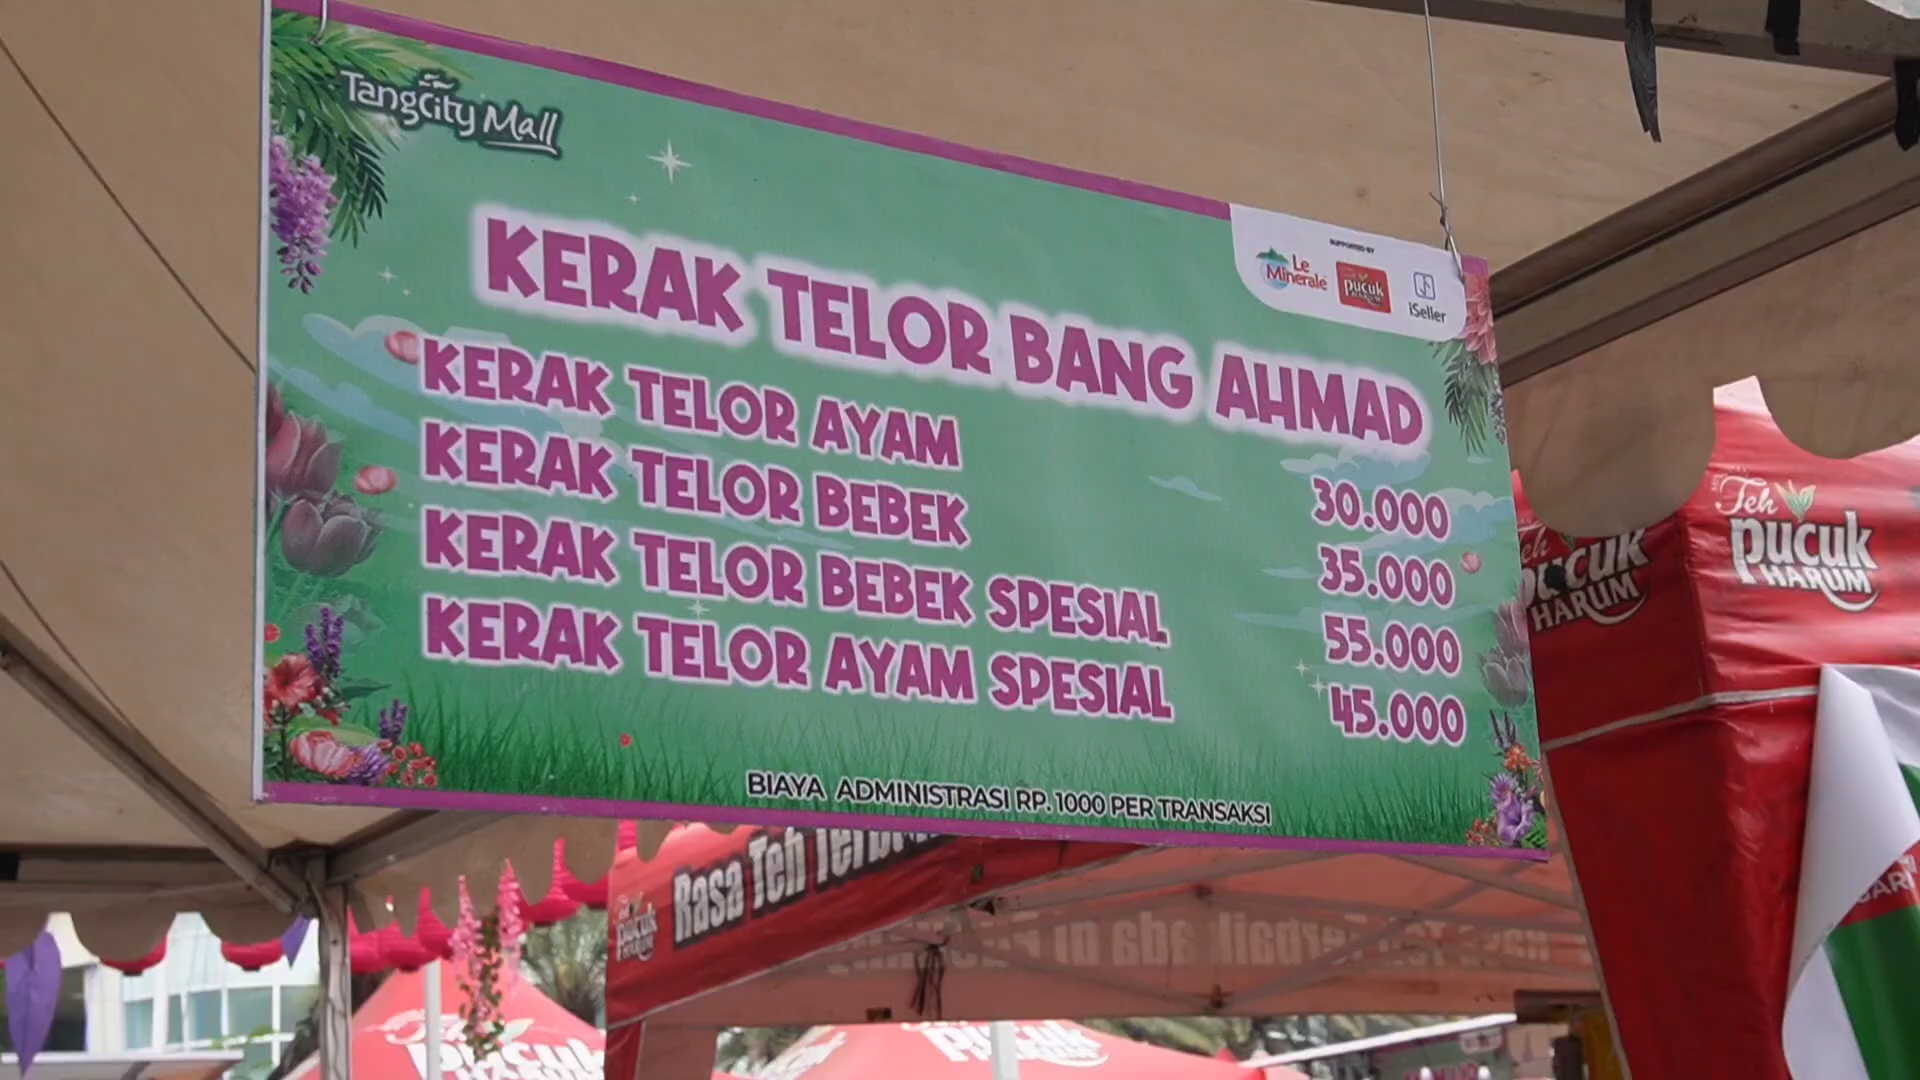 TangCity Mall
SUPPORTED BY
Le Minerale
pucuk HARUM
iSeller
KERAK TELOR BANG AHMAD
KERAK TELOR AYAM 30.000
KERAK TELOR BEBEK 35.000
KERAK TELOR BEBEK SPESIAL 55.000
KERAK TELOR AYAM SPESIAL 45.000
BIAYA ADMINISTRASI RP. 1000 PER TRANSAKSI
Teh pucuk HARUM
pucuk HARUM
pucuk HARUM
Rasa Teh
pucuk
pucuk